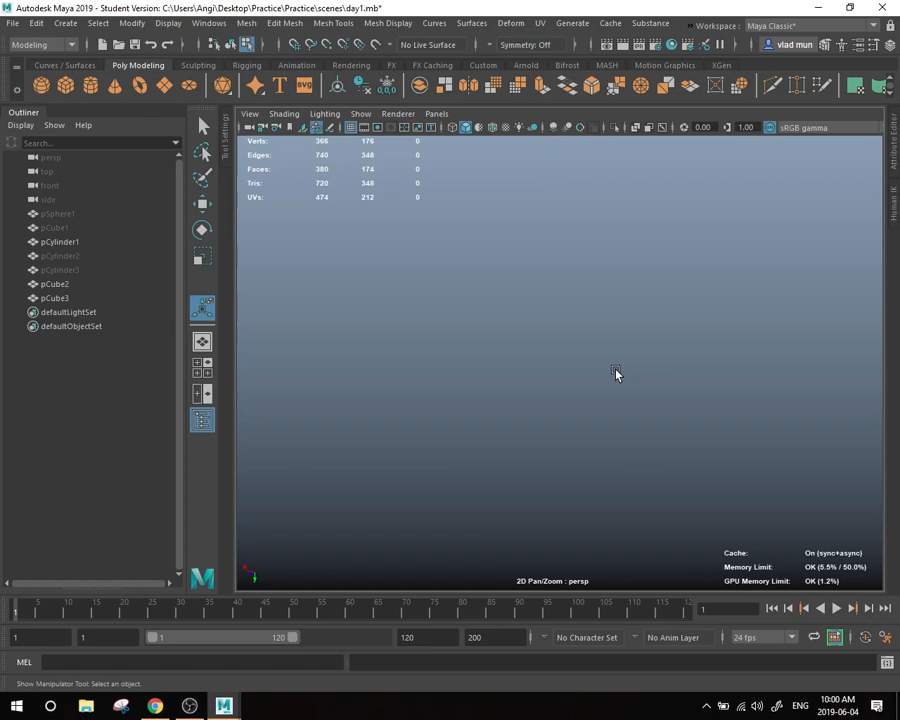 Autodesk Maya 2019 - Student Version: C:\Users\Angi\Desktop\Practice\Practice\scenes\day1.mb*
File Edit Create Select Modify Display Windows Mesh Edit Mesh Mesh Tools Mesh Display Curves Surfaces Deform UV Generate Cache Substance Workspace : Maya Classic*
Modeling No Live Surface Symmetry: Off vlad mun
Curves / Surfaces Poly Modeling Sculpting Rigging Animation Rendering FX FX Caching Custom Arnold Bifrost MASH Motion Graphics XGen
Outliner
Display Show Help
Search...
persp
top
front
side
pSphere1
pCube1
pCylinder1
pCylinder2
pCylinder3
pCube2
pCube3
defaultLightSet
defaultObjectSet
Tool Settings
View Shading Lighting Show Renderer Panels
0.00 1.00 sRGB gamma
Verts: 366 176 0
Edges: 740 348 0
Faces: 380 174 0
Tris: 720 348 0
UVs: 474 212 0
Cache: On (sync+async)
Memory Limit: OK (5.5% / 50.0%)
GPU Memory Limit: OK (1.2%)
2D Pan/Zoom : persp
Attribute Editor
Human IK
1 5 10 15 20 25 30 35 40 45 50 55 60 65 70 75 80 85 90 95 100 105 110 115 12 1
1 1 1 120 120 200 No Character Set No Anim Layer 24 fps
MEL
Show Manipulator Tool: Select an object.
ENG
10:00 AM
2019-06-04